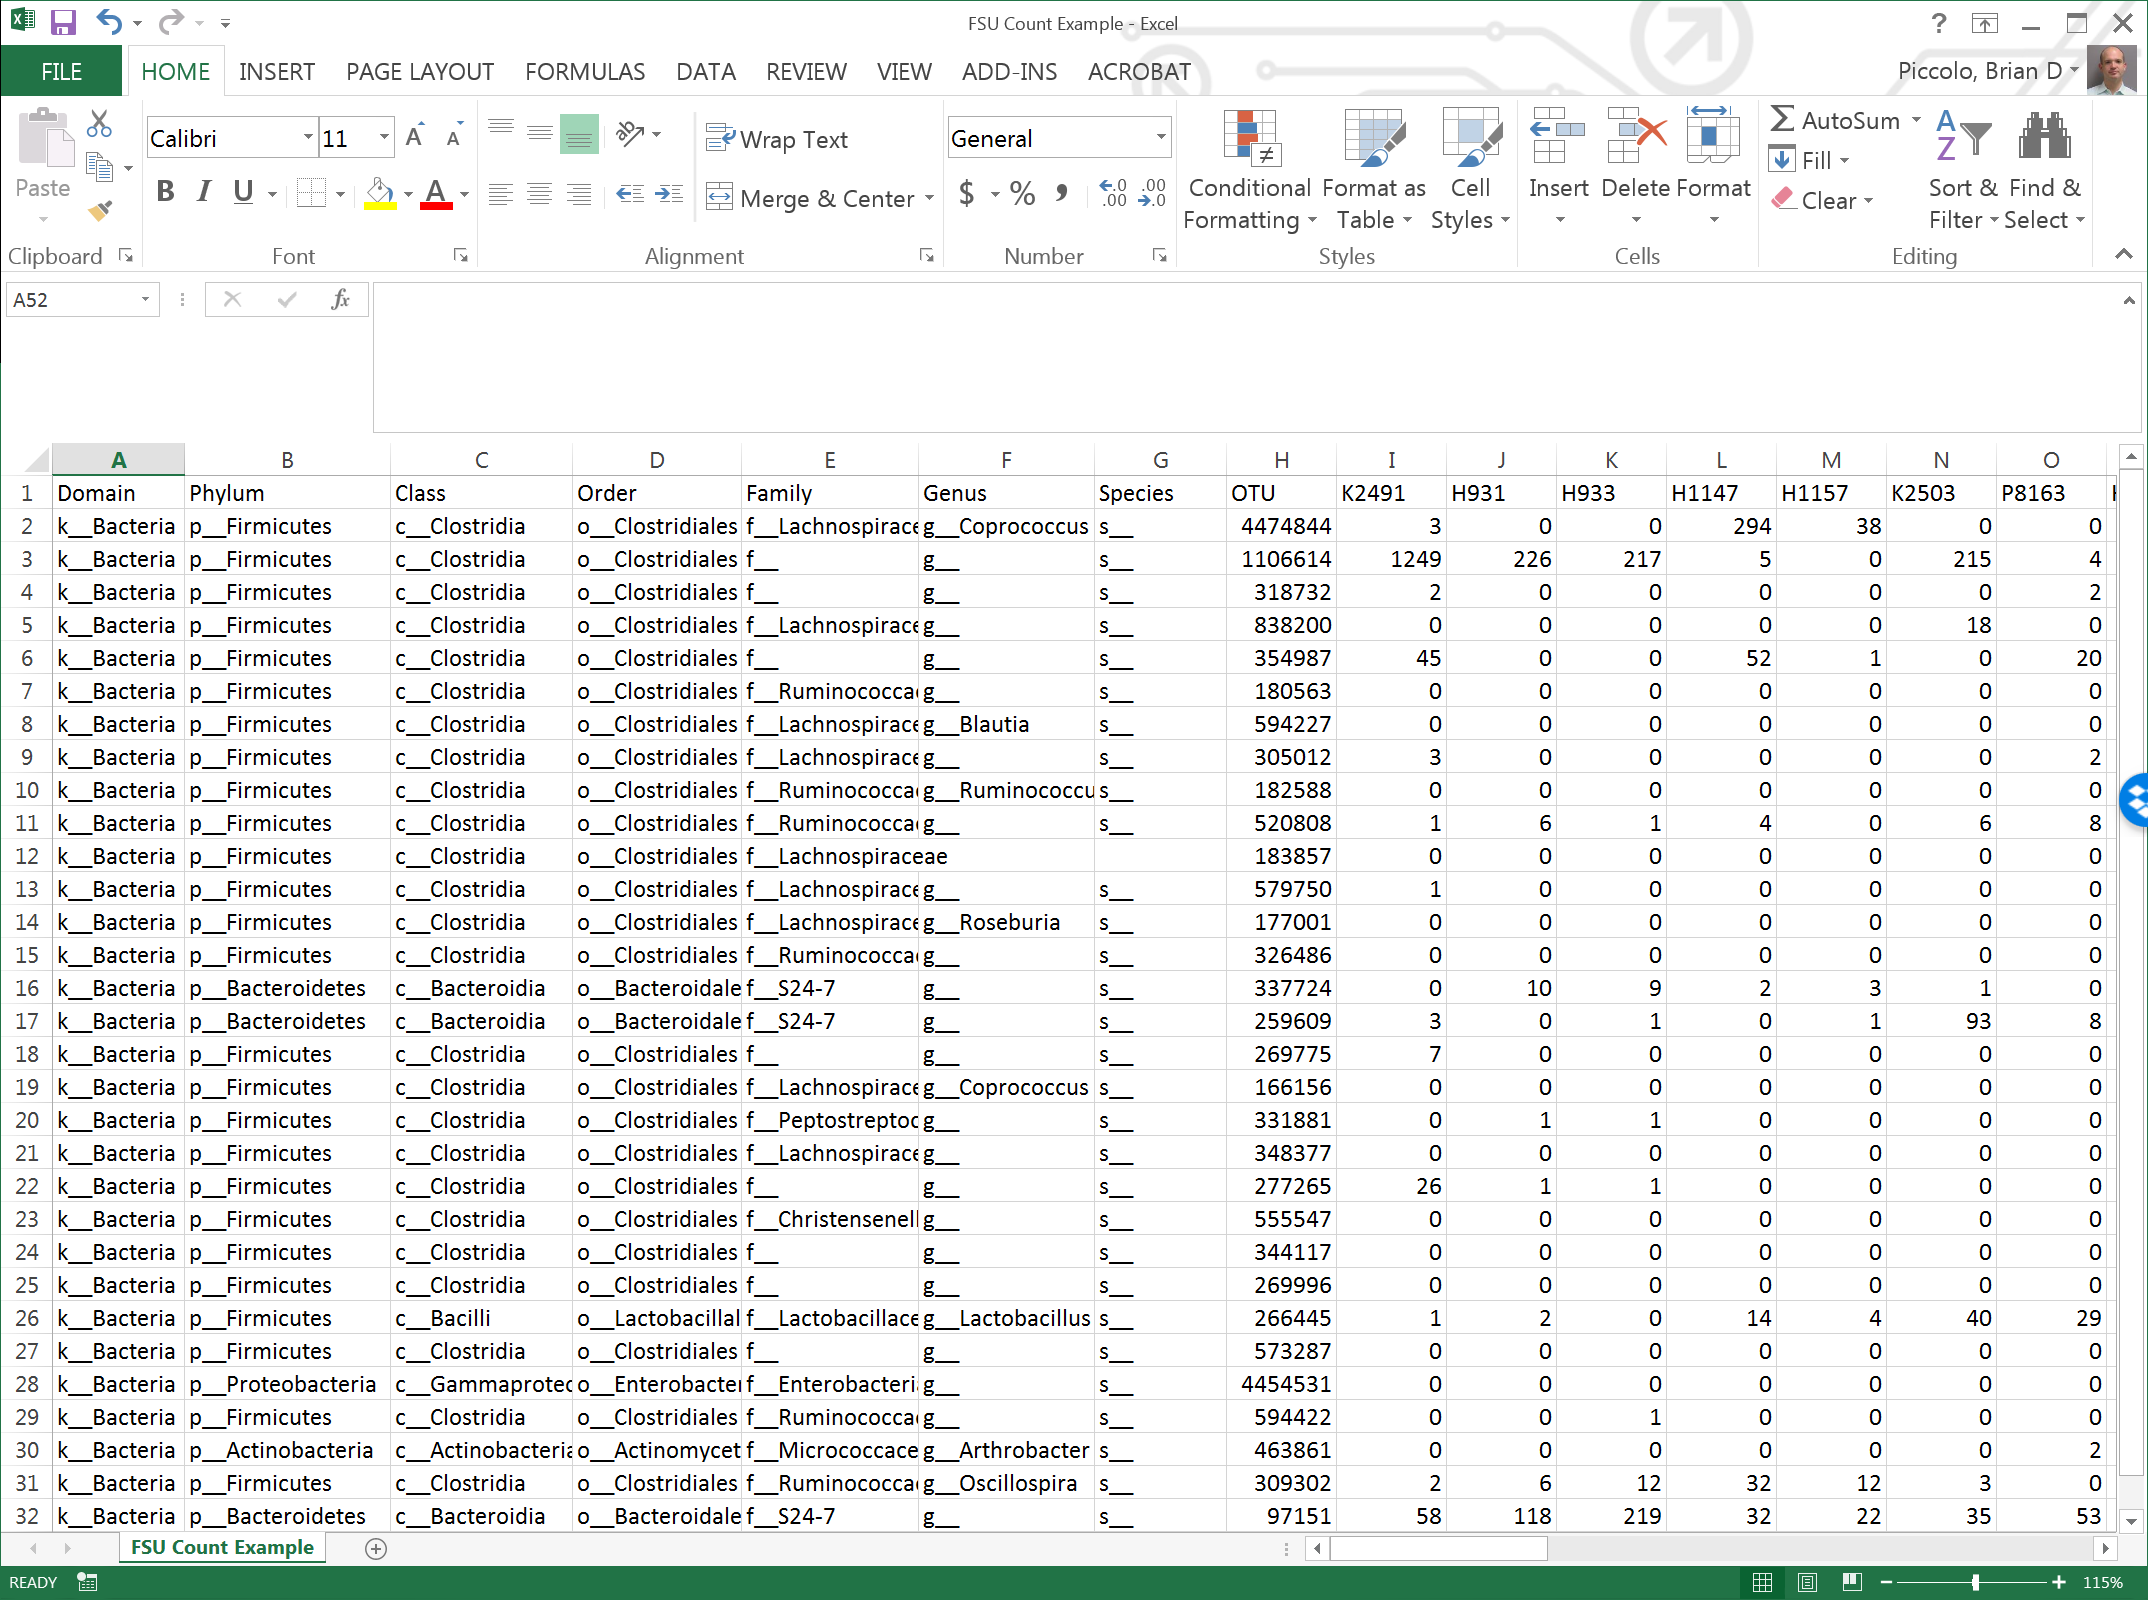 FSU Count Example - Excel
FILE HOME INSERT PAGE LAYOUT FORMULAS DATA REVIEW VIEW ADD-INS ACROBAT Piccolo, Brian D
Calibri 11 Wrap Text General AutoSum
Paste Fill
B I U Merge & Center $ % Conditional Formatting Format as Table Cell Styles Insert Delete Format Clear Sort & Filter Find & Select
Clipboard Font Alignment Number Styles Cells Editing
A52 fx
A B C D E F G H I J K L M N O
1 Domain Phylum Class Order Family Genus Species OTU K2491 H931 H933 H1147 H1157 K2503 P8163
2 k__Bacteria p__Firmicutes c__Clostridia o__Clostridiales f__Lachnospirace g__Coprococcus s__ 4474844 3 0 0 294 38 0 0
3 k__Bacteria p__Firmicutes c__Clostridia o__Clostridiales f__ g__ s__ 1106614 1249 226 217 5 0 215 4
4 k__Bacteria p__Firmicutes c__Clostridia o__Clostridiales f__ g__ s__ 318732 2 0 0 0 0 0 2
5 k__Bacteria p__Firmicutes c__Clostridia o__Clostridiales f__Lachnospirace g__ s__ 838200 0 0 0 0 0 18 0
6 k__Bacteria p__Firmicutes c__Clostridia o__Clostridiales f__ g__ s__ 354987 45 0 0 52 1 0 20
7 k__Bacteria p__Firmicutes c__Clostridia o__Clostridiales f__Ruminococca g__ s__ 180563 0 0 0 0 0 0 0
8 k__Bacteria p__Firmicutes c__Clostridia o__Clostridiales f__Lachnospirace g__Blautia s__ 594227 0 0 0 0 0 0 0
9 k__Bacteria p__Firmicutes c__Clostridia o__Clostridiales f__Lachnospirace g__ s__ 305012 3 0 0 0 0 0 2
10 k__Bacteria p__Firmicutes c__Clostridia o__Clostridiales f__Ruminococca g__Ruminococcu s__ 182588 0 0 0 0 0 0 0
11 k__Bacteria p__Firmicutes c__Clostridia o__Clostridiales f__Ruminococca g__ s__ 520808 1 6 1 4 0 6 8
12 k__Bacteria p__Firmicutes c__Clostridia o__Clostridiales f__Lachnospiraceae 183857 0 0 0 0 0 0 0
13 k__Bacteria p__Firmicutes c__Clostridia o__Clostridiales f__Lachnospirace g__ s__ 579750 1 0 0 0 0 0 0
14 k__Bacteria p__Firmicutes c__Clostridia o__Clostridiales f__Lachnospirace g__Roseburia s__ 177001 0 0 0 0 0 0 0
15 k__Bacteria p__Firmicutes c__Clostridia o__Clostridiales f__Ruminococca g__ s__ 326486 0 0 0 0 0 0 0
16 k__Bacteria p__Bacteroidetes c__Bacteroidia o__Bacteroidale f__S24-7 g__ s__ 337724 0 10 9 2 3 1 0
17 k__Bacteria p__Bacteroidetes c__Bacteroidia o__Bacteroidale f__S24-7 g__ s__ 259609 3 0 1 0 1 93 8
18 k__Bacteria p__Firmicutes c__Clostridia o__Clostridiales f__ g__ s__ 269775 7 0 0 0 0 0 0
19 k__Bacteria p__Firmicutes c__Clostridia o__Clostridiales f__Lachnospirace g__Coprococcus s__ 166156 0 0 0 0 0 0 0
20 k__Bacteria p__Firmicutes c__Clostridia o__Clostridiales f__Peptostreptoc g__ s__ 331881 0 1 1 0 0 0 0
21 k__Bacteria p__Firmicutes c__Clostridia o__Clostridiales f__Lachnospirace g__ s__ 348377 0 0 0 0 0 0 0
22 k__Bacteria p__Firmicutes c__Clostridia o__Clostridiales f__ g__ s__ 277265 26 1 1 0 0 0 0
23 k__Bacteria p__Firmicutes c__Clostridia o__Clostridiales f__Christensenell g__ s__ 555547 0 0 0 0 0 0 0
24 k__Bacteria p__Firmicutes c__Clostridia o__Clostridiales f__ g__ s__ 344117 0 0 0 0 0 0 0
25 k__Bacteria p__Firmicutes c__Clostridia o__Clostridiales f__ g__ s__ 269996 0 0 0 0 0 0 0
26 k__Bacteria p__Firmicutes c__Bacilli o__Lactobacillal f__Lactobacillace g__Lactobacillus s__ 266445 1 2 0 14 4 40 29
27 k__Bacteria p__Firmicutes c__Clostridia o__Clostridiales f__ g__ s__ 573287 0 0 0 0 0 0 0
28 k__Bacteria p__Proteobacteria c__Gammaproteo o__Enterobacte f__Enterobacteri g__ s__ 4454531 0 0 0 0 0 0 0
29 k__Bacteria p__Firmicutes c__Clostridia o__Clostridiales f__Ruminococca g__ s__ 594422 0 0 1 0 0 0 0
30 k__Bacteria p__Actinobacteria c__Actinobacteria o__Actinomycet f__Micrococcace g__Arthrobacter s__ 463861 0 0 0 0 0 0 2
31 k__Bacteria p__Firmicutes c__Clostridia o__Clostridiales f__Ruminococca g__Oscillospira s__ 309302 2 6 12 32 12 3 0
32 k__Bacteria p__Bacteroidetes c__Bacteroidia o__Bacteroidale f__S24-7 g__ s__ 97151 58 118 219 32 22 35 53
FSU Count Example
READY 115%